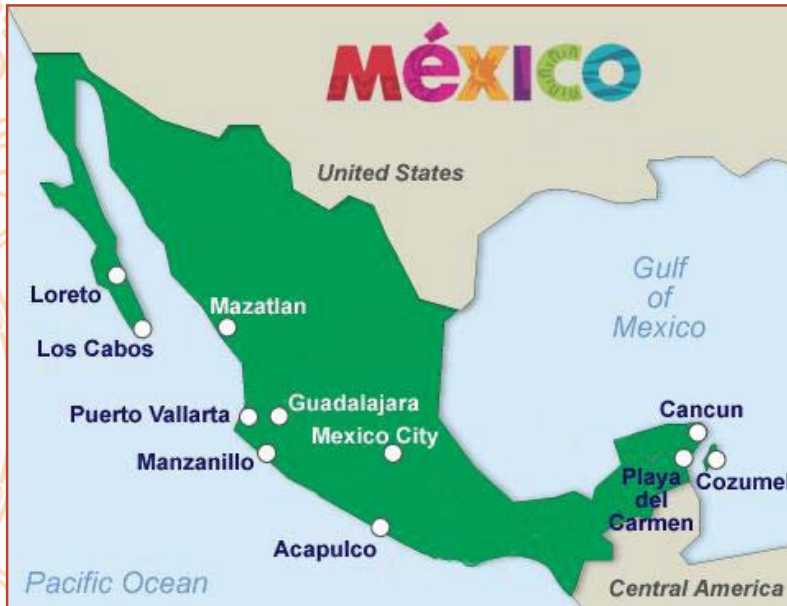 México
United States
Gulf
of
Mexico
Loreto
Mazatlan
Los Cabos
Puerto Vallarta
Guadalajara
Cancun
Manzanillo
Mexico City
Playa
del
Carmen
Cozumel
Acapulco
Pacific Ocean
Central America